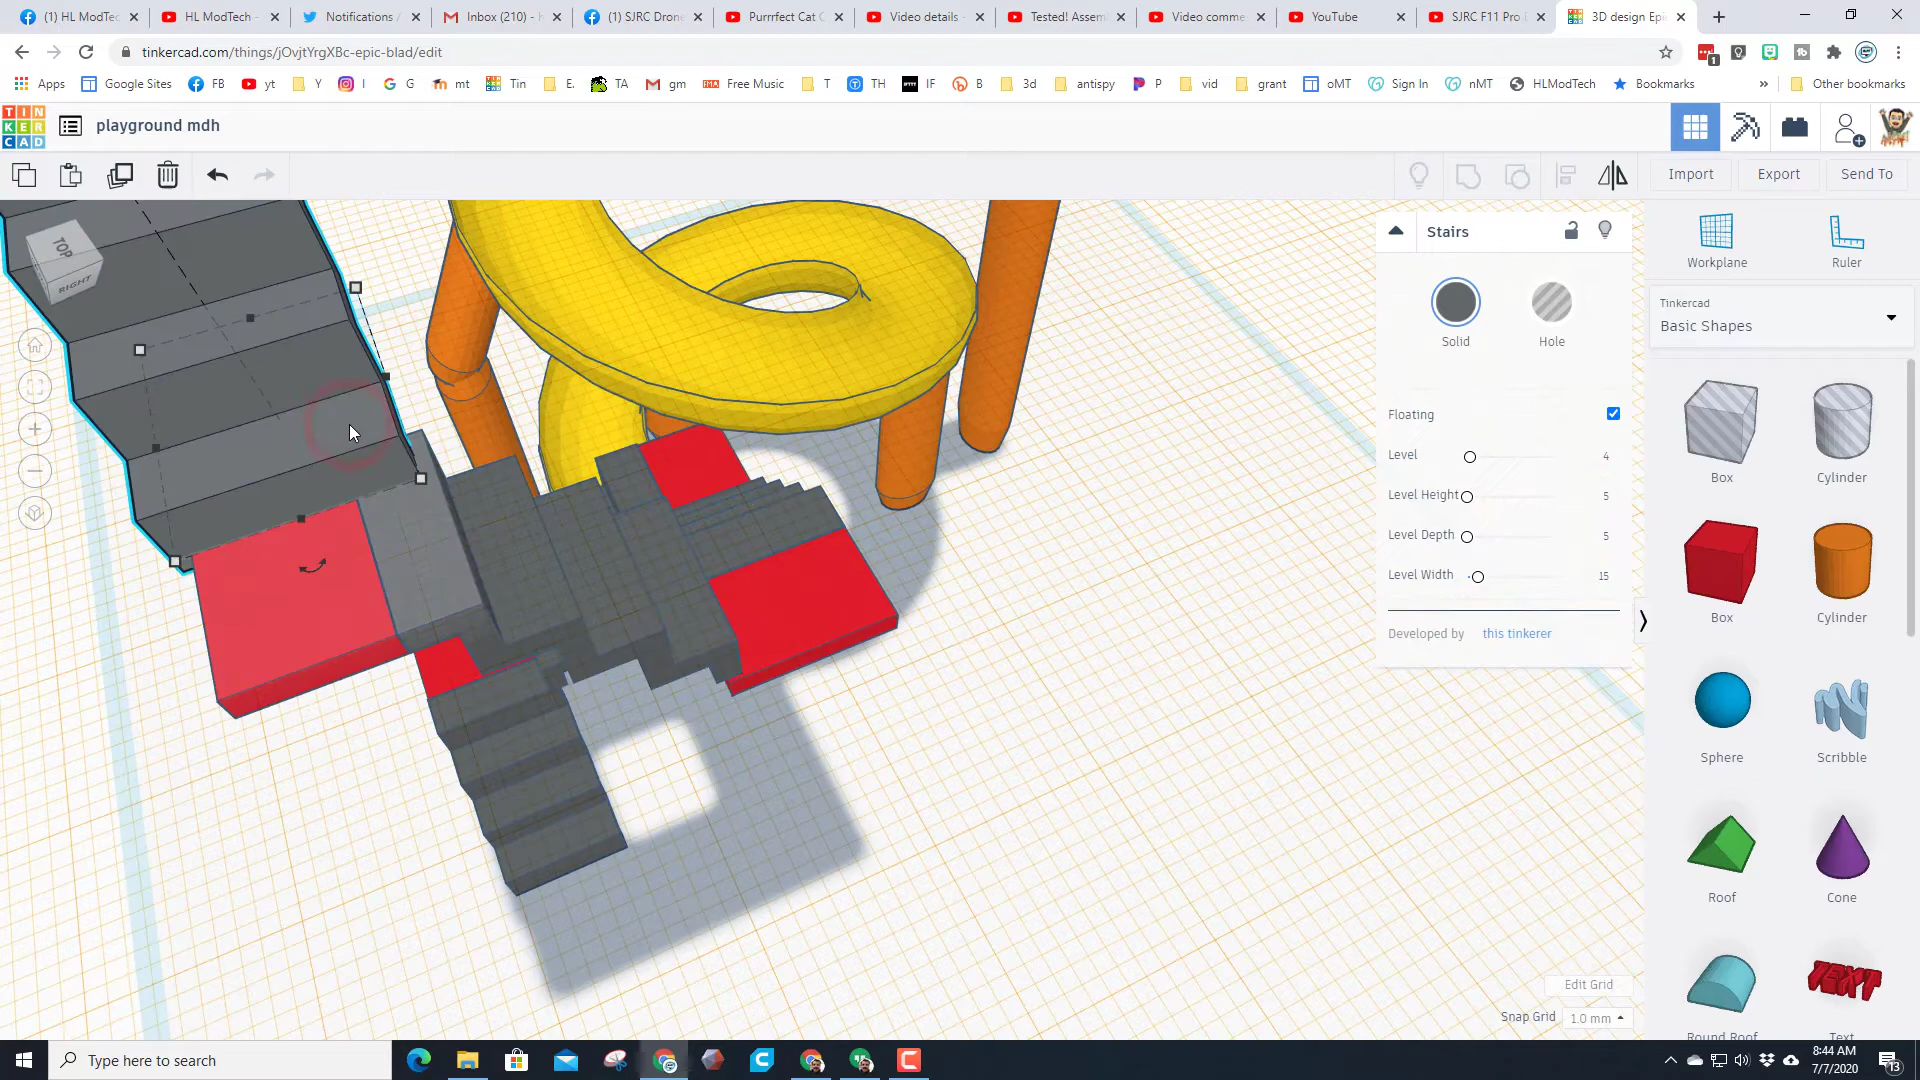 (1) HL ModTec
HL ModTech -
Notifications /
Inbox (210) -
(1) SJRC Drone
Purrrfect Cat C
Video details -
Tested! Assem
Video comme
YouTube
SJRC F11 Pro
3D design Epi
tinkercad.com/things/jOvjtYrgXBc-epic-blad/edit
1
Apps
Google Sites
FB
yt
Y
I
G
mt
Tin
E.
TA
gm
Free Music
T
TH
IF
B
3d
antispy
P
vid
grant
oMT
Sign In
nMT
HLModTech
Bookmarks
»
Other bookmarks
TIN
KER
CAD
playground mdh
Import
Export
Send To
TOP
RIGHT
Stairs
Solid
Hole
Floating
Level
4
Level Height
5
Level Depth
5
Level Width
15
Developed by
this tinkerer
Workplane
Ruler
Tinkercad
Basic Shapes
Box
Cylinder
Box
Cylinder
Sphere
Scribble
Roof
Cone
TEXT
Round Roof
Text
Edit Grid
Snap Grid
1.0 mm
Type here to search
8:44 AM
7/7/2020
13